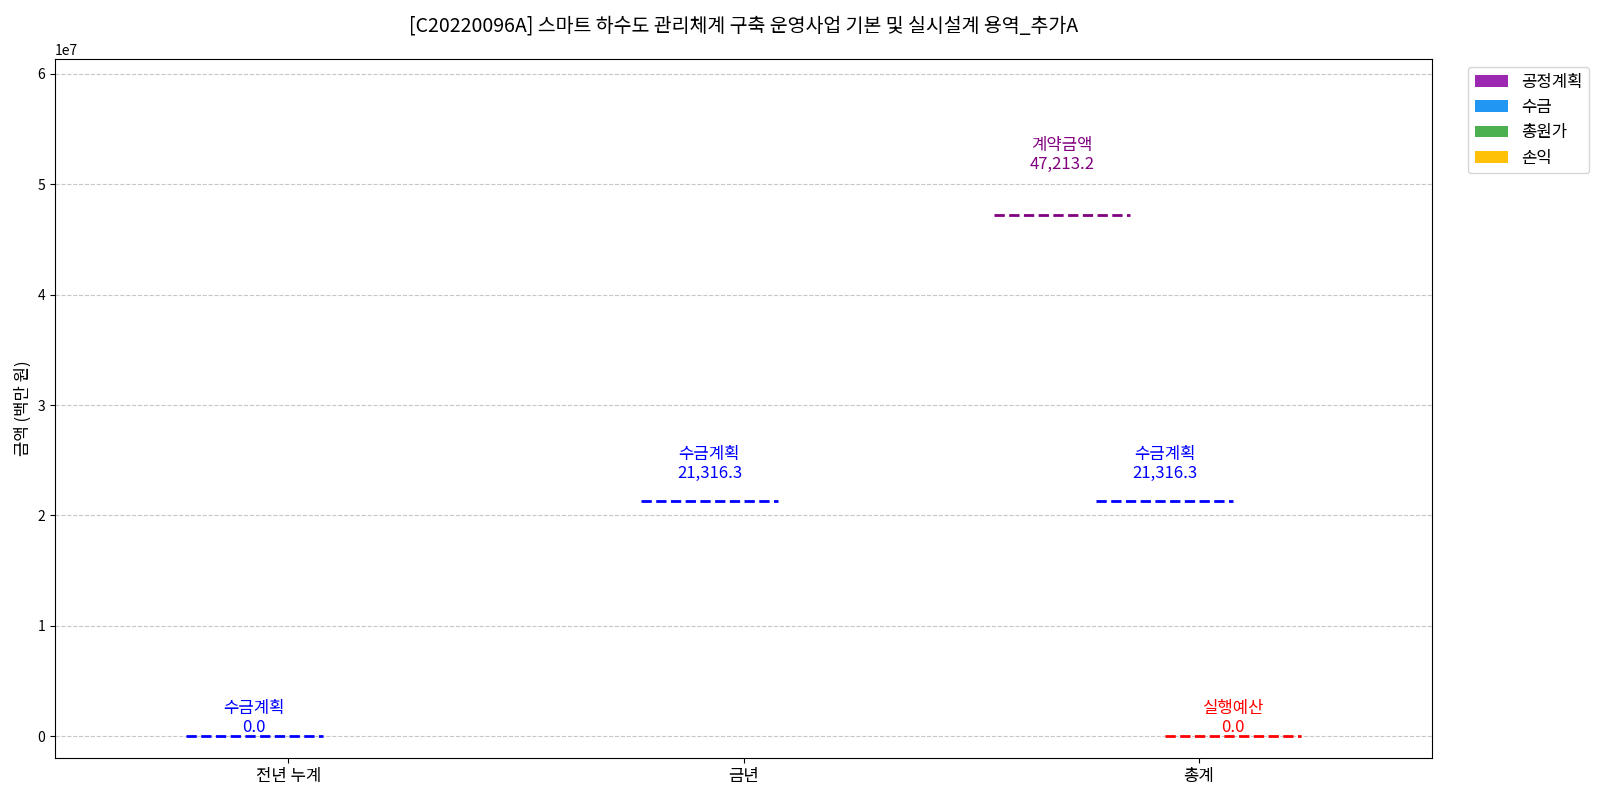 [C20220096A] 스마트 하수도 관리체계 구축 운영사업 기본 및 실시설계 용역_추가A
1e7
6
5
4
3
2
1
0
금액 (백만 원)
계약금액
47,213.2
수금계획
21,316.3
수금계획
21,316.3
수금계획
0.0
실행예산
0.0
전년 누계
금년
총계
공정계획
수금
총원가
손익